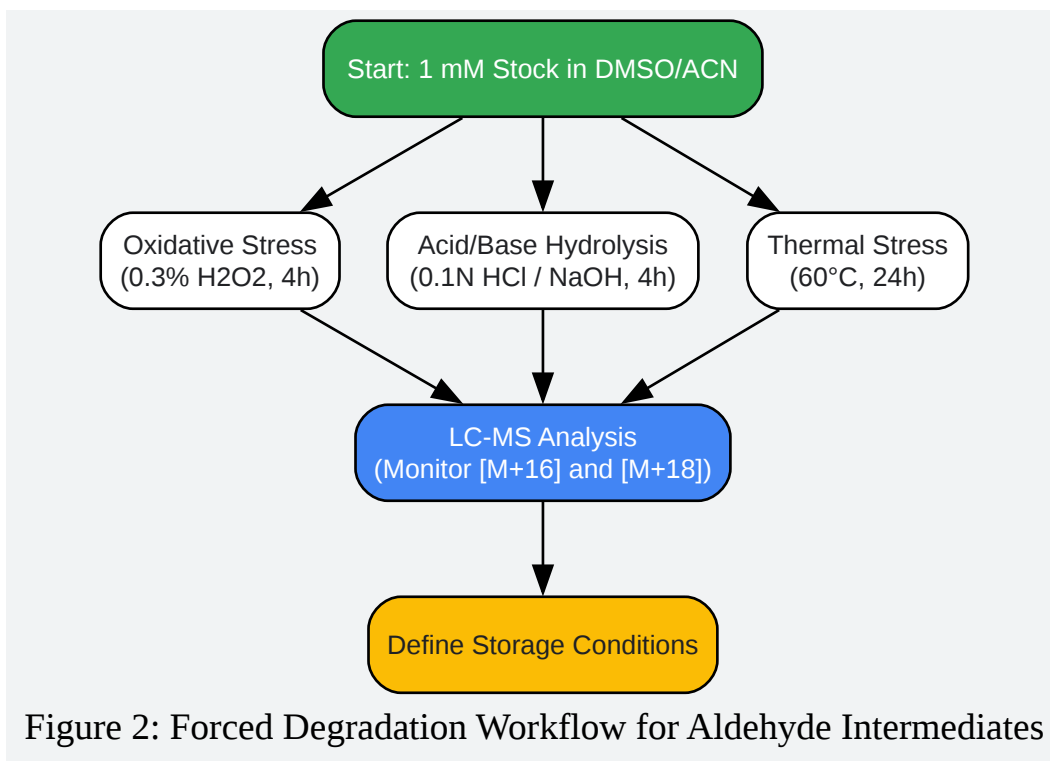 Start: 1 mM Stock in DMSO/ACN
Oxidative Stress
(0.3% H2O2, 4h)
Acid/Base Hydrolysis
(0.1N HCl / NaOH, 4h)
Thermal Stress
(60°C, 24h)
LC-MS Analysis
(Monitor [M+16] and [M+18])
Define Storage Conditions
Figure 2: Forced Degradation Workflow for Aldehyde Intermediates